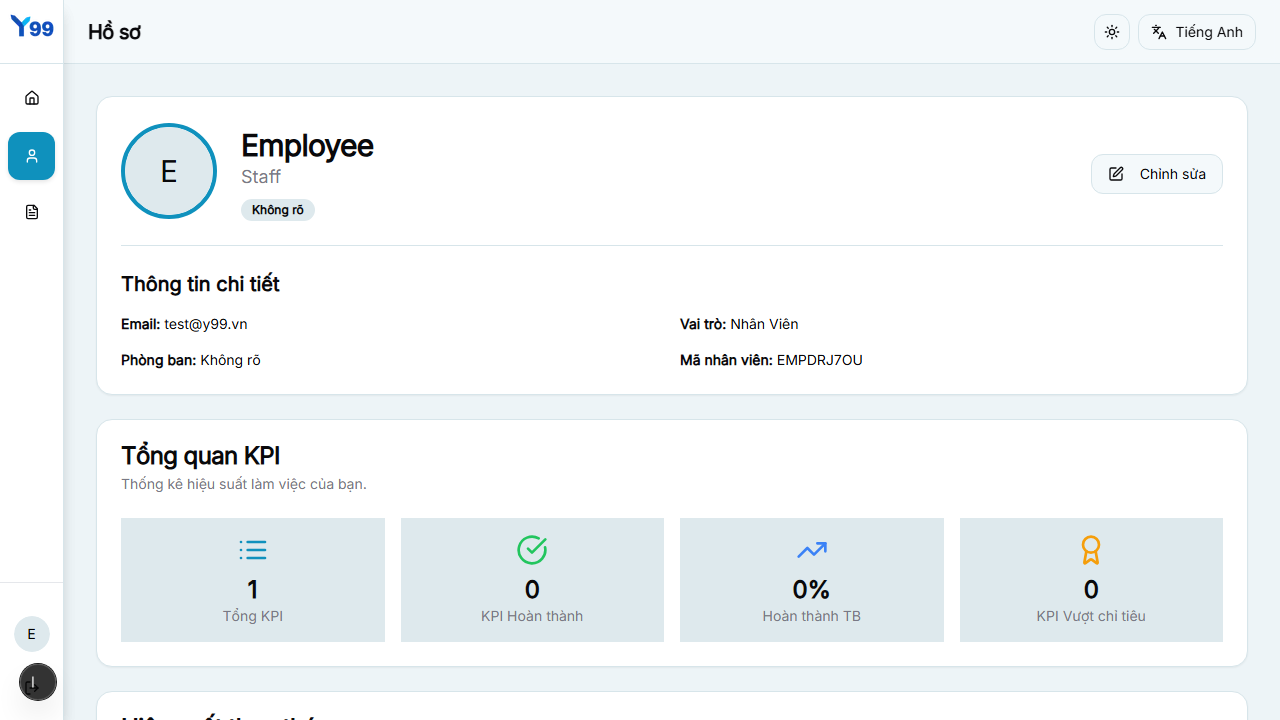 Y99
Hồ sơ
Tiếng Anh
E
Employee
Staff
Không rõ
Chỉnh sửa
Thông tin chi tiết
Email: test@y99.vn
Vai trò: Nhân Viên
Phòng ban: Không rõ
Mã nhân viên: EMPDRJ7OU
Tổng quan KPI
Thống kê hiệu suất làm việc của bạn.
1
Tổng KPI
0
KPI Hoàn thành
0%
Hoàn thành TB
0
KPI Vượt chỉ tiêu
E